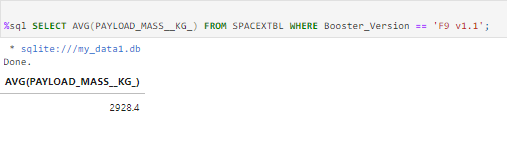 %sql SELECT AVG(PAYLOAD_MASS__KG_) FROM SPACEXTBL WHERE Booster_Version == 'F9 v1.1';
* sqlite:///my_data1.db
Done.
AVG(PAYLOAD_MASS__KG_)
2928.4